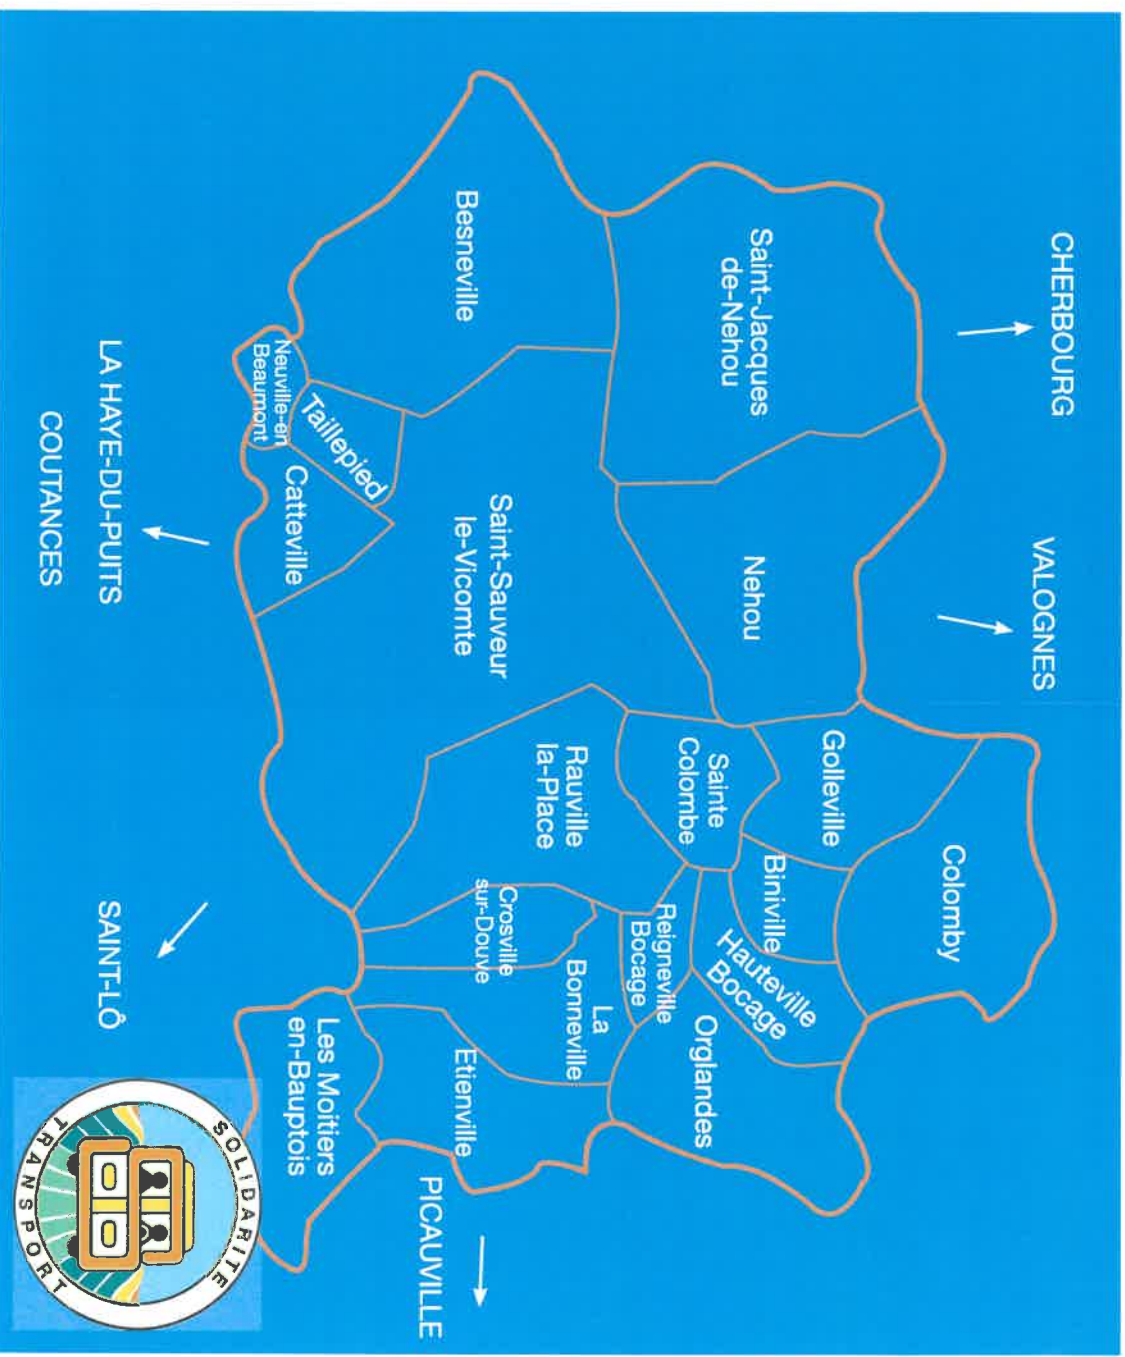 CHERBOURG
VALOGNES
Saint-Jacques
de-Nehou
Nehou
Golleville
Colomby
Biniville
Hauteville
Bocage
Sainte
Colombe
Reigneville
Bocage
Orglandes
Besneville
Saint-Sauveur
le-Vicomte
Rauville
la-Place
Crosville
sur-Douve
La
Bonneville
Etienville
PICAUVILLE
Neuville-en
Beaumont
Taillepied
Catteville
Les Moitiers
en-Bauptois
LA HAYE-DU-PUITS
COUTANCES
SAINT-LÔ
SOLIDARITE
TRANSPORT